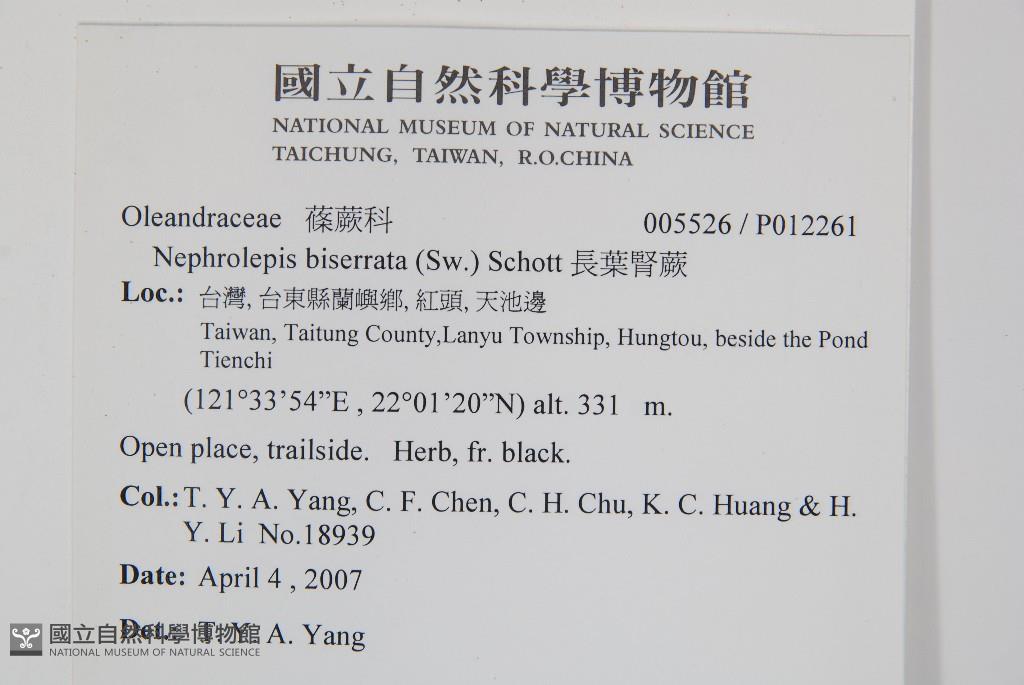 國立自然科學博物館
NATIONAL MUSEUM OF NATURAL SCIENCE
TAICHUNG, TAIWAN, R.O.CHINA
Oleandraceae 蓧蕨科 005526 / P012261
Nephrolepis biserrata (Sw.) Schott 長葉腎蕨
Loc.: 台灣, 台東縣蘭嶼鄉, 紅頭, 天池邊
Taiwan, Taitung County,Lanyu Township, Hungtou, beside the Pond
Tienchi
(121°33’54”E , 22°01’20”N) alt. 331 m.
Open place, trailside. Herb, fr. black.
Col.: T. Y. A. Yang, C. F. Chen, C. H. Chu, K. C. Huang & H.
Y. Li No.18939
Date: April 4 , 2007
Det.: T. Y. A. Yang
國立自然科學博物館
NATIONAL MUSEUM OF NATURAL SCIENCE